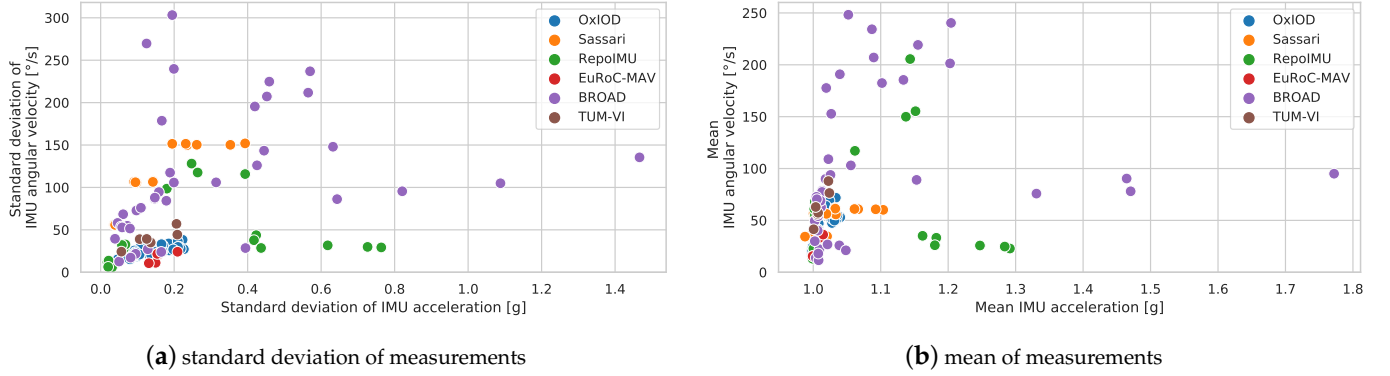 Standard deviation of
IMU angular velocity [°/s]
300
250
200
150
100
50
0
0.0 0.2 0.4 0.6 0.8 1.0 1.2 1.4
Standard deviation of IMU acceleration [g]
OxIOD
Sassari
RepoIMU
EuRoC-MAV
BROAD
TUM-VI
(a) standard deviation of measurements
Mean
IMU angular velocity [°/s]
250
200
150
100
50
0
1.0 1.1 1.2 1.3 1.4 1.5 1.6 1.7 1.8
Mean IMU acceleration [g]
OxIOD
Sassari
RepoIMU
EuRoC-MAV
BROAD
TUM-VI
(b) mean of measurements